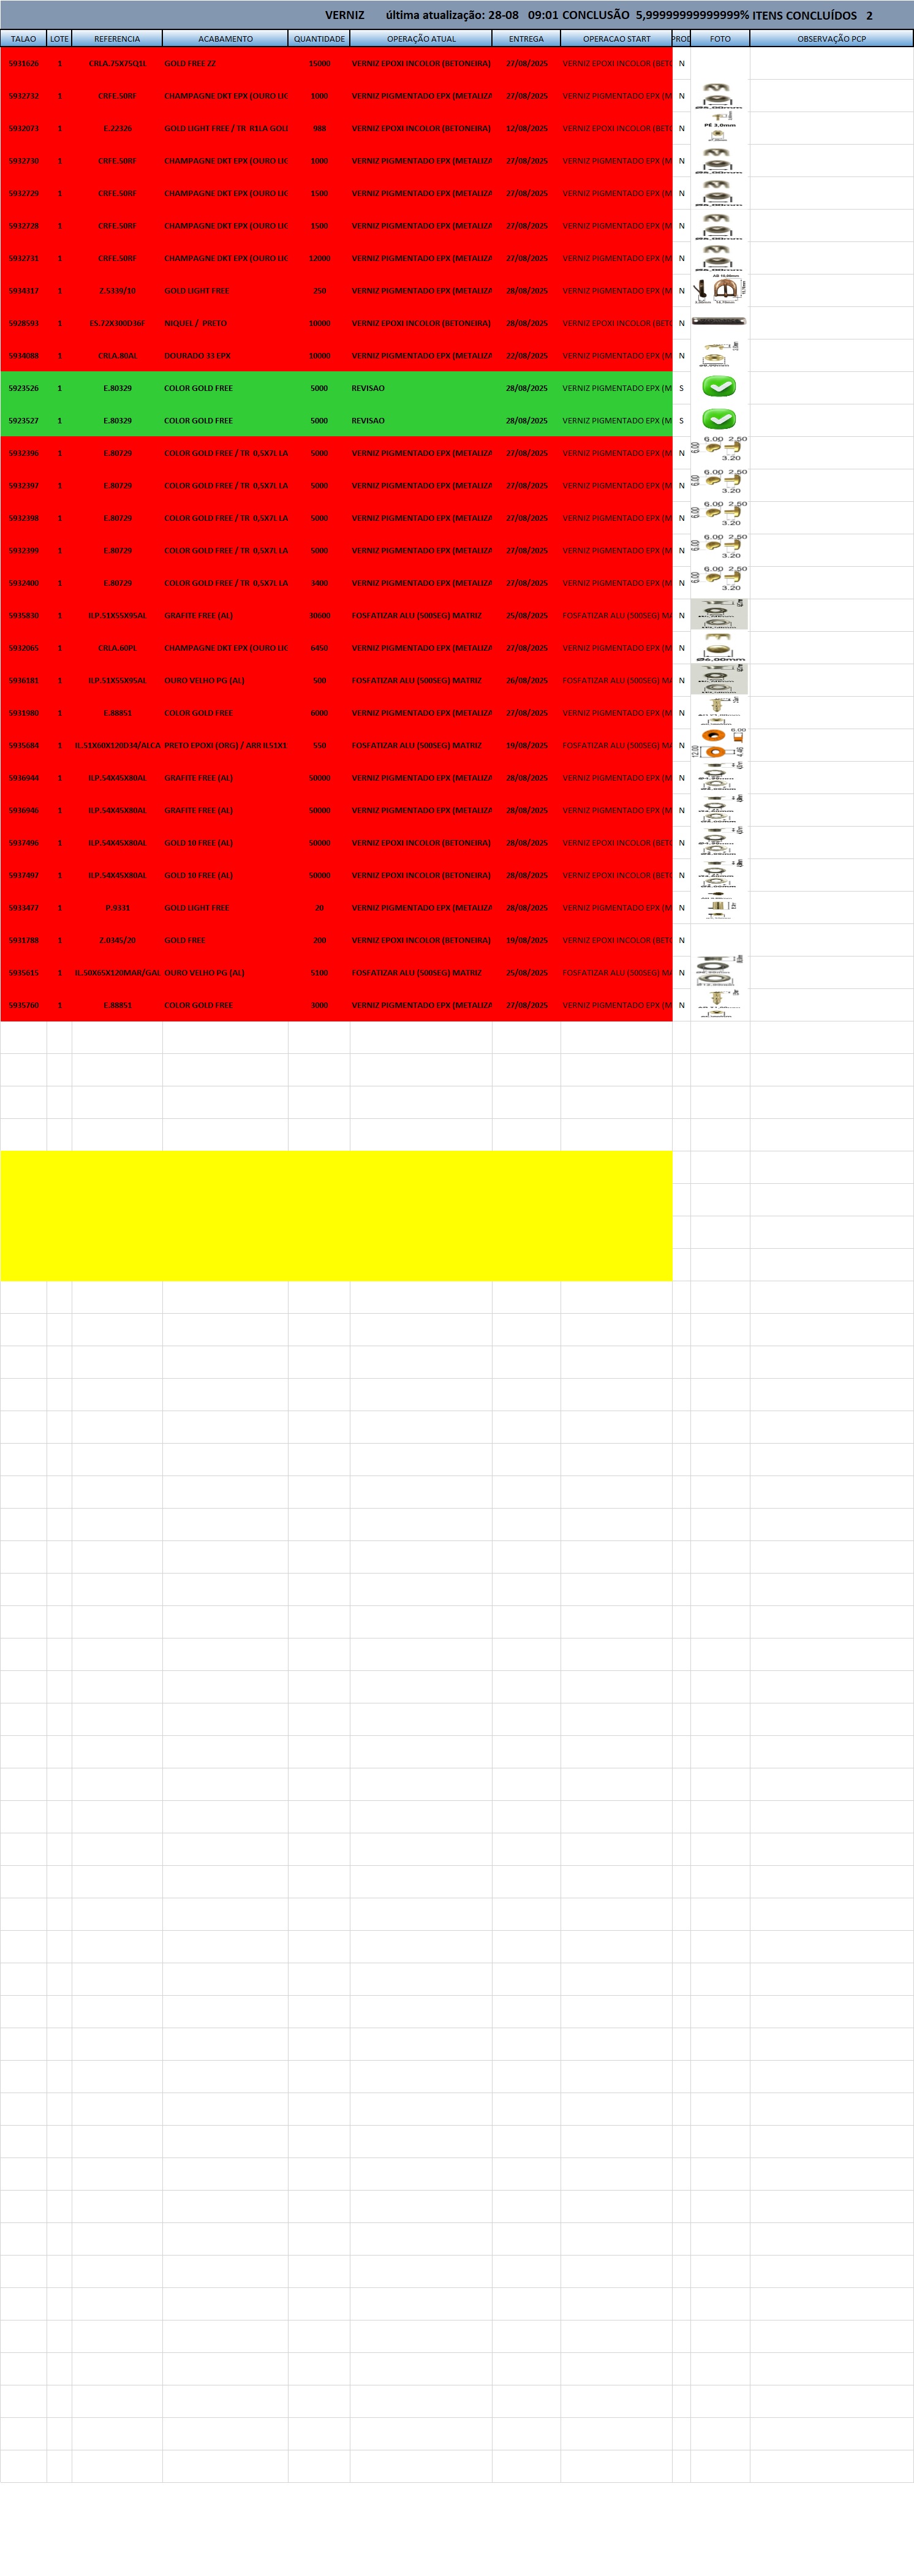 VERNIZ última atualização: 28-08 09:01 CONCLUSÃO 5,99999999999999% ITENS CONCLUÍDOS 2
TALAO LOTE REFERENCIA ACABAMENTO QUANTIDADE OPERAÇÃO ATUAL ENTREGA OPERACAO START PROD FOTO OBSERVAÇÃO PCP
5931626 1 CRLA.75X75Q1L GOLD FREE ZZ 15000 VERNIZ EPOXI INCOLOR (BETONEIRA) 27/08/2025 VERNIZ EPOXI INCOLOR (BETO N
5932732 1 CRFE.50RF CHAMPAGNE DKT EPX (OURO LIC 1000 VERNIZ PIGMENTADO EPX (METALIZA 27/08/2025 VERNIZ PIGMENTADO EPX (M N
5932073 1 E.22326 GOLD LIGHT FREE / TR R1LA GOLI 988 VERNIZ EPOXI INCOLOR (BETONEIRA) 12/08/2025 VERNIZ EPOXI INCOLOR (BETO N PÉ 3,0mm
5932730 1 CRFE.50RF CHAMPAGNE DKT EPX (OURO LIC 1000 VERNIZ PIGMENTADO EPX (METALIZA 27/08/2025 VERNIZ PIGMENTADO EPX (M N
5932729 1 CRFE.50RF CHAMPAGNE DKT EPX (OURO LIC 1500 VERNIZ PIGMENTADO EPX (METALIZA 27/08/2025 VERNIZ PIGMENTADO EPX (M N
5932728 1 CRFE.50RF CHAMPAGNE DKT EPX (OURO LIC 1500 VERNIZ PIGMENTADO EPX (METALIZA 27/08/2025 VERNIZ PIGMENTADO EPX (M N
5932731 1 CRFE.50RF CHAMPAGNE DKT EPX (OURO LIC 12000 VERNIZ PIGMENTADO EPX (METALIZA 27/08/2025 VERNIZ PIGMENTADO EPX (M N
5934317 1 Z.5339/10 GOLD LIGHT FREE 250 VERNIZ PIGMENTADO EPX (METALIZA 28/08/2025 VERNIZ PIGMENTADO EPX (M N
5928593 1 ES.72X300D36F NIQUEL / PRETO 10000 VERNIZ EPOXI INCOLOR (BETONEIRA) 28/08/2025 VERNIZ EPOXI INCOLOR (BETO N
5934088 1 CRLA.80AL DOURADO 33 EPX 10000 VERNIZ PIGMENTADO EPX (METALIZA 22/08/2025 VERNIZ PIGMENTADO EPX (M N
5923526 1 E.80329 COLOR GOLD FREE 5000 REVISAO 28/08/2025 VERNIZ PIGMENTADO EPX (M S
5923527 1 E.80329 COLOR GOLD FREE 5000 REVISAO 28/08/2025 VERNIZ PIGMENTADO EPX (M S
5932396 1 E.80729 COLOR GOLD FREE / TR 0,5X7L LA 5000 VERNIZ PIGMENTADO EPX (METALIZA 27/08/2025 VERNIZ PIGMENTADO EPX (M N 6.00 6.00 2.50 3.20
5932397 1 E.80729 COLOR GOLD FREE / TR 0,5X7L LA 5000 VERNIZ PIGMENTADO EPX (METALIZA 27/08/2025 VERNIZ PIGMENTADO EPX (M N 6.00 6.00 2.50 3.20
5932398 1 E.80729 COLOR GOLD FREE / TR 0,5X7L LA 5000 VERNIZ PIGMENTADO EPX (METALIZA 27/08/2025 VERNIZ PIGMENTADO EPX (M N 6.00 6.00 2.50 3.20
5932399 1 E.80729 COLOR GOLD FREE / TR 0,5X7L LA 5000 VERNIZ PIGMENTADO EPX (METALIZA 27/08/2025 VERNIZ PIGMENTADO EPX (M N 6.00 6.00 2.50 3.20
5932400 1 E.80729 COLOR GOLD FREE / TR 0,5X7L LA 3400 VERNIZ PIGMENTADO EPX (METALIZA 27/08/2025 VERNIZ PIGMENTADO EPX (M N 6.00 6.00 2.50 3.20
5935830 1 ILP.51X55X95AL GRAFITE FREE (AL) 30600 FOSFATIZAR ALU (500SEG) MATRIZ 25/08/2025 FOSFATIZAR ALU (500SEG) MA N
5932065 1 CRLA.60PL CHAMPAGNE DKT EPX (OURO LIC 6450 VERNIZ PIGMENTADO EPX (METALIZA 27/08/2025 VERNIZ PIGMENTADO EPX (M N Ø6,00mm
5936181 1 ILP.51X55X95AL OURO VELHO PG (AL) 500 FOSFATIZAR ALU (500SEG) MATRIZ 26/08/2025 FOSFATIZAR ALU (500SEG) MA N
5931980 1 E.88851 COLOR GOLD FREE 6000 VERNIZ PIGMENTADO EPX (METALIZA 27/08/2025 VERNIZ PIGMENTADO EPX (M N
5935684 1 IL.51X60X120D34/ALCA PRETO EPOXI (ORG) / ARR IL51X1 550 FOSFATIZAR ALU (500SEG) MATRIZ 19/08/2025 FOSFATIZAR ALU (500SEG) MA N 6.00 12.00 4.46
5936944 1 ILP.54X45X80AL GRAFITE FREE (AL) 50000 VERNIZ PIGMENTADO EPX (METALIZA 28/08/2025 VERNIZ PIGMENTADO EPX (M N
5936946 1 ILP.54X45X80AL GRAFITE FREE (AL) 50000 VERNIZ PIGMENTADO EPX (METALIZA 28/08/2025 VERNIZ PIGMENTADO EPX (M N
5937496 1 ILP.54X45X80AL GOLD 10 FREE (AL) 50000 VERNIZ EPOXI INCOLOR (BETONEIRA) 28/08/2025 VERNIZ EPOXI INCOLOR (BETO N
5937497 1 ILP.54X45X80AL GOLD 10 FREE (AL) 50000 VERNIZ EPOXI INCOLOR (BETONEIRA) 28/08/2025 VERNIZ EPOXI INCOLOR (BETO N
5933477 1 P.9331 GOLD LIGHT FREE 20 VERNIZ PIGMENTADO EPX (METALIZA 28/08/2025 VERNIZ PIGMENTADO EPX (M N
5931788 1 Z.0345/20 GOLD FREE 200 VERNIZ EPOXI INCOLOR (BETONEIRA) 19/08/2025 VERNIZ EPOXI INCOLOR (BETO N
5935615 1 IL.50X65X120MAR/GAL OURO VELHO PG (AL) 5100 FOSFATIZAR ALU (500SEG) MATRIZ 25/08/2025 FOSFATIZAR ALU (500SEG) MA N
5935760 1 E.88851 COLOR GOLD FREE 3000 VERNIZ PIGMENTADO EPX (METALIZA 27/08/2025 VERNIZ PIGMENTADO EPX (M N